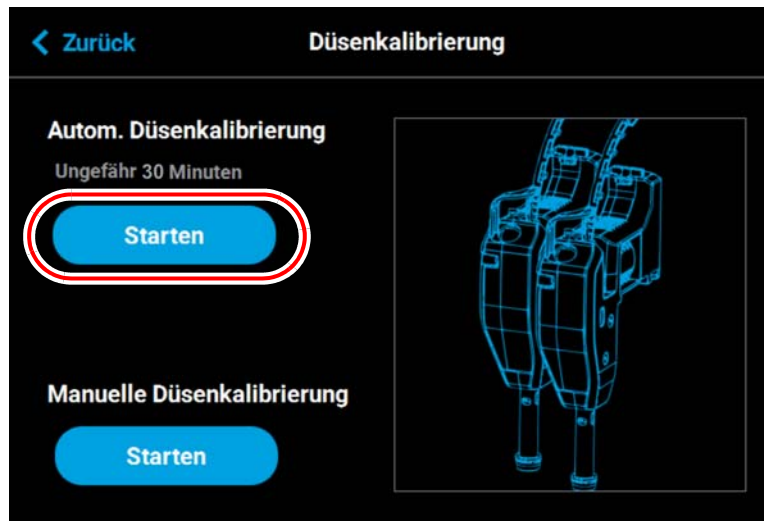 Zurück
Düsenkalibrierung
Autom. Düsenkalibrierung
Ungefähr 30 Minuten
Starten
Manuelle Düsenkalibrierung
Starten